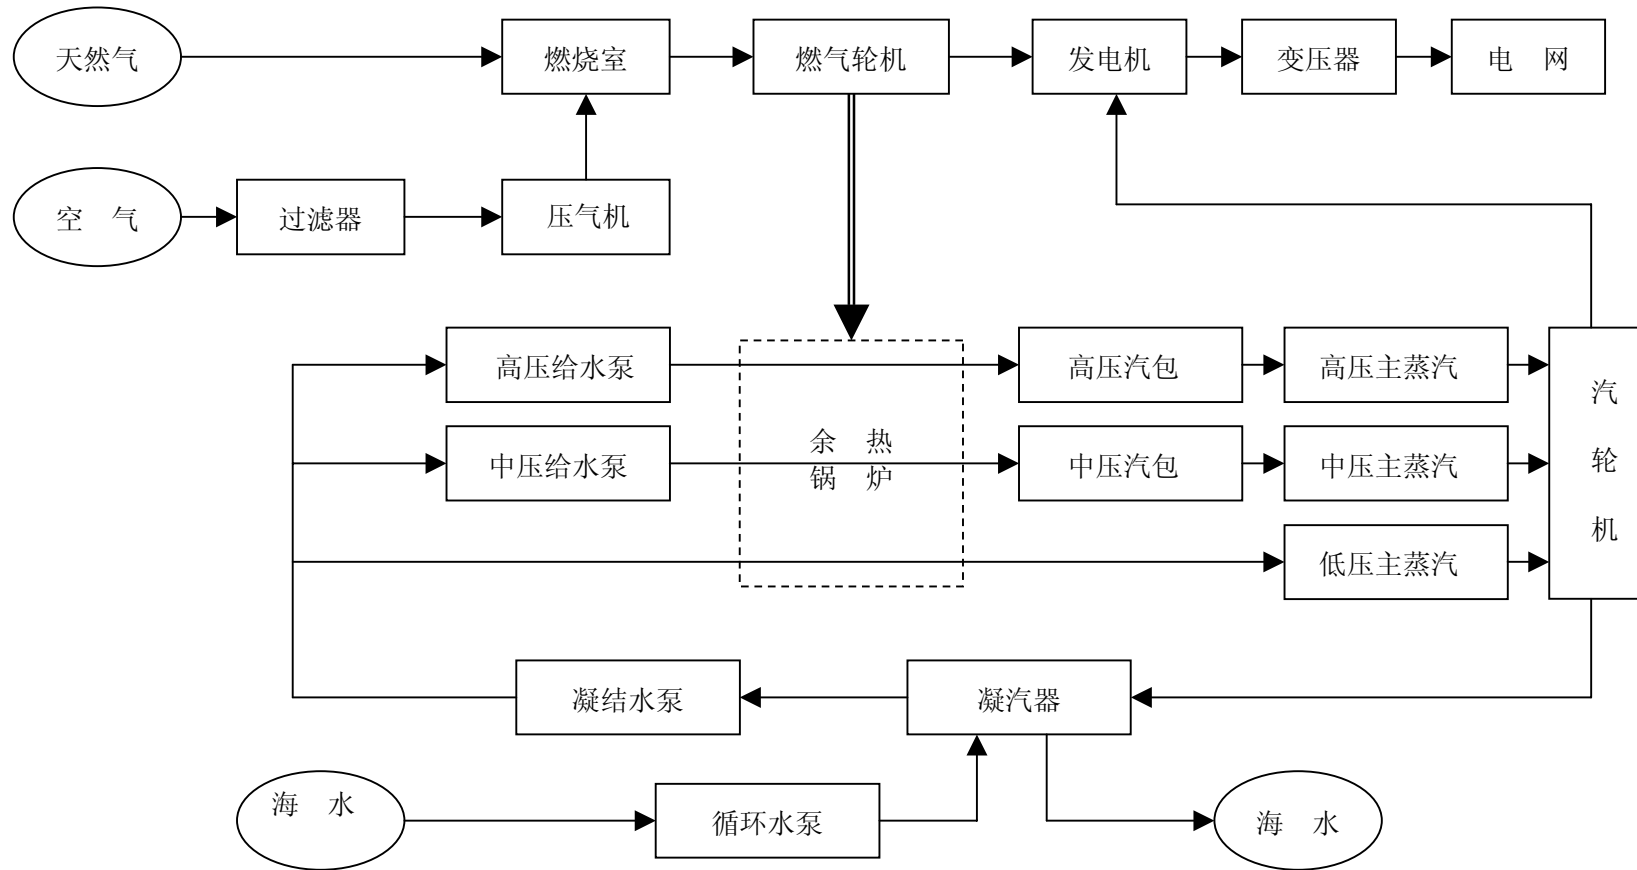 天然气
燃烧室
燃气轮机
发电机
变压器
电 网
空 气
过滤器
压气机
高压给水泵
高压汽包
高压主蒸汽
汽
轮
机
余 热
锅 炉
中压给水泵
中压汽包
中压主蒸汽
低压主蒸汽
凝结水泵
凝汽器
海 水
循环水泵
海 水